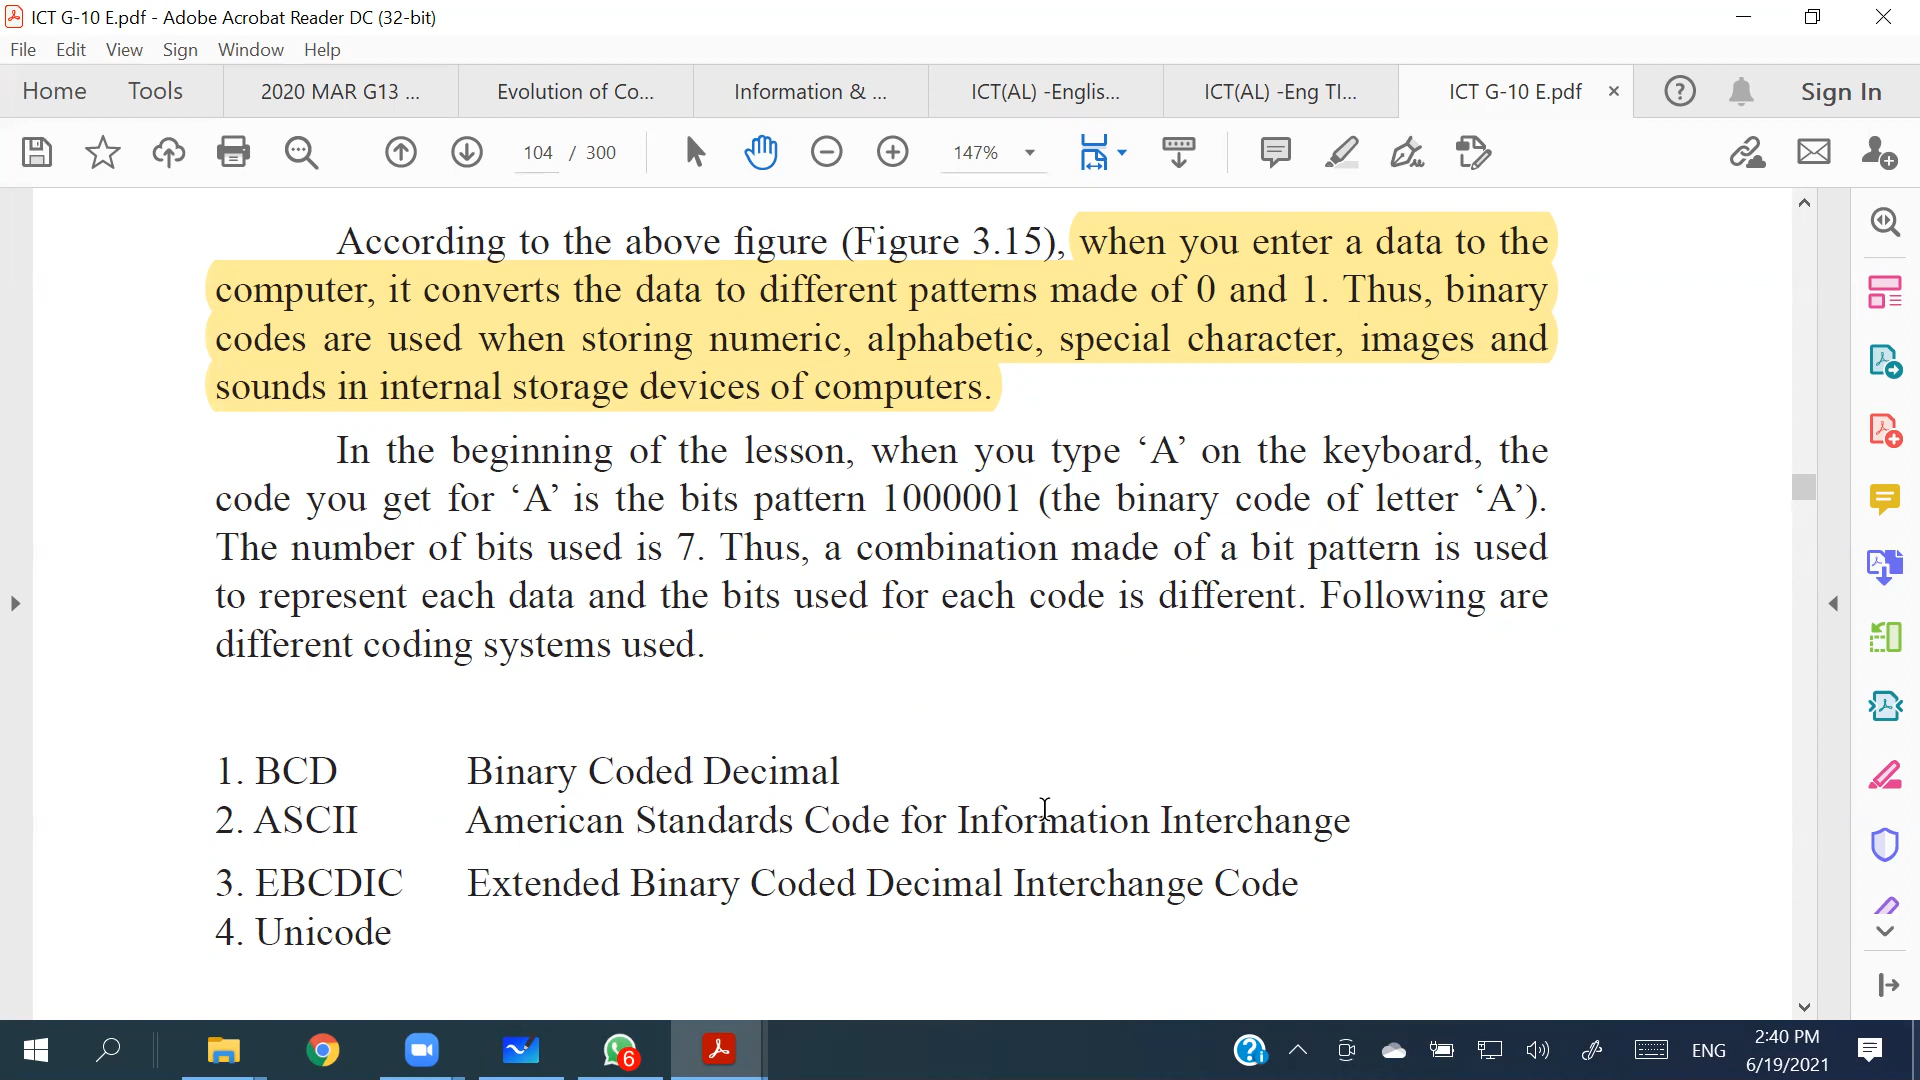 ICT G-10 E.pdf - Adobe Acrobat Reader DC (32-bit)
File Edit View Sign Window Help
Home Tools 2020 MAR G13 ... Evolution of Co... Information & ... ICT(AL) -Englis... ICT(AL) -Eng TI... ICT G-10 E.pdf × Sign In
104 / 300 147%
According to the above figure (Figure 3.15), when you enter a data to the
computer, it converts the data to different patterns made of 0 and 1. Thus, binary
codes are used when storing numeric, alphabetic, special character, images and
sounds in internal storage devices of computers.
In the beginning of the lesson, when you type ‘A’ on the keyboard, the
code you get for ‘A’ is the bits pattern 1000001 (the binary code of letter ‘A’).
The number of bits used is 7. Thus, a combination made of a bit pattern is used
to represent each data and the bits used for each code is different. Following are
different coding systems used.
1. BCD Binary Coded Decimal
2. ASCII American Standards Code for Information Interchange
3. EBCDIC Extended Binary Coded Decimal Interchange Code
4. Unicode
6
ENG
2:40 PM
6/19/2021